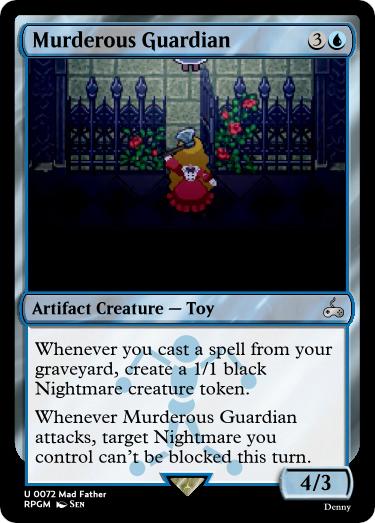 Murderous Guardian 3
Artifact Creature — Toy
Whenever you cast a spell from your
graveyard, create a 1/1 black
Nightmare creature token.
Whenever Murderous Guardian
attacks, target Nightmare you
control can't be blocked this turn.
4/3
U 0072 Mad Father
RPGM SEN
Denny